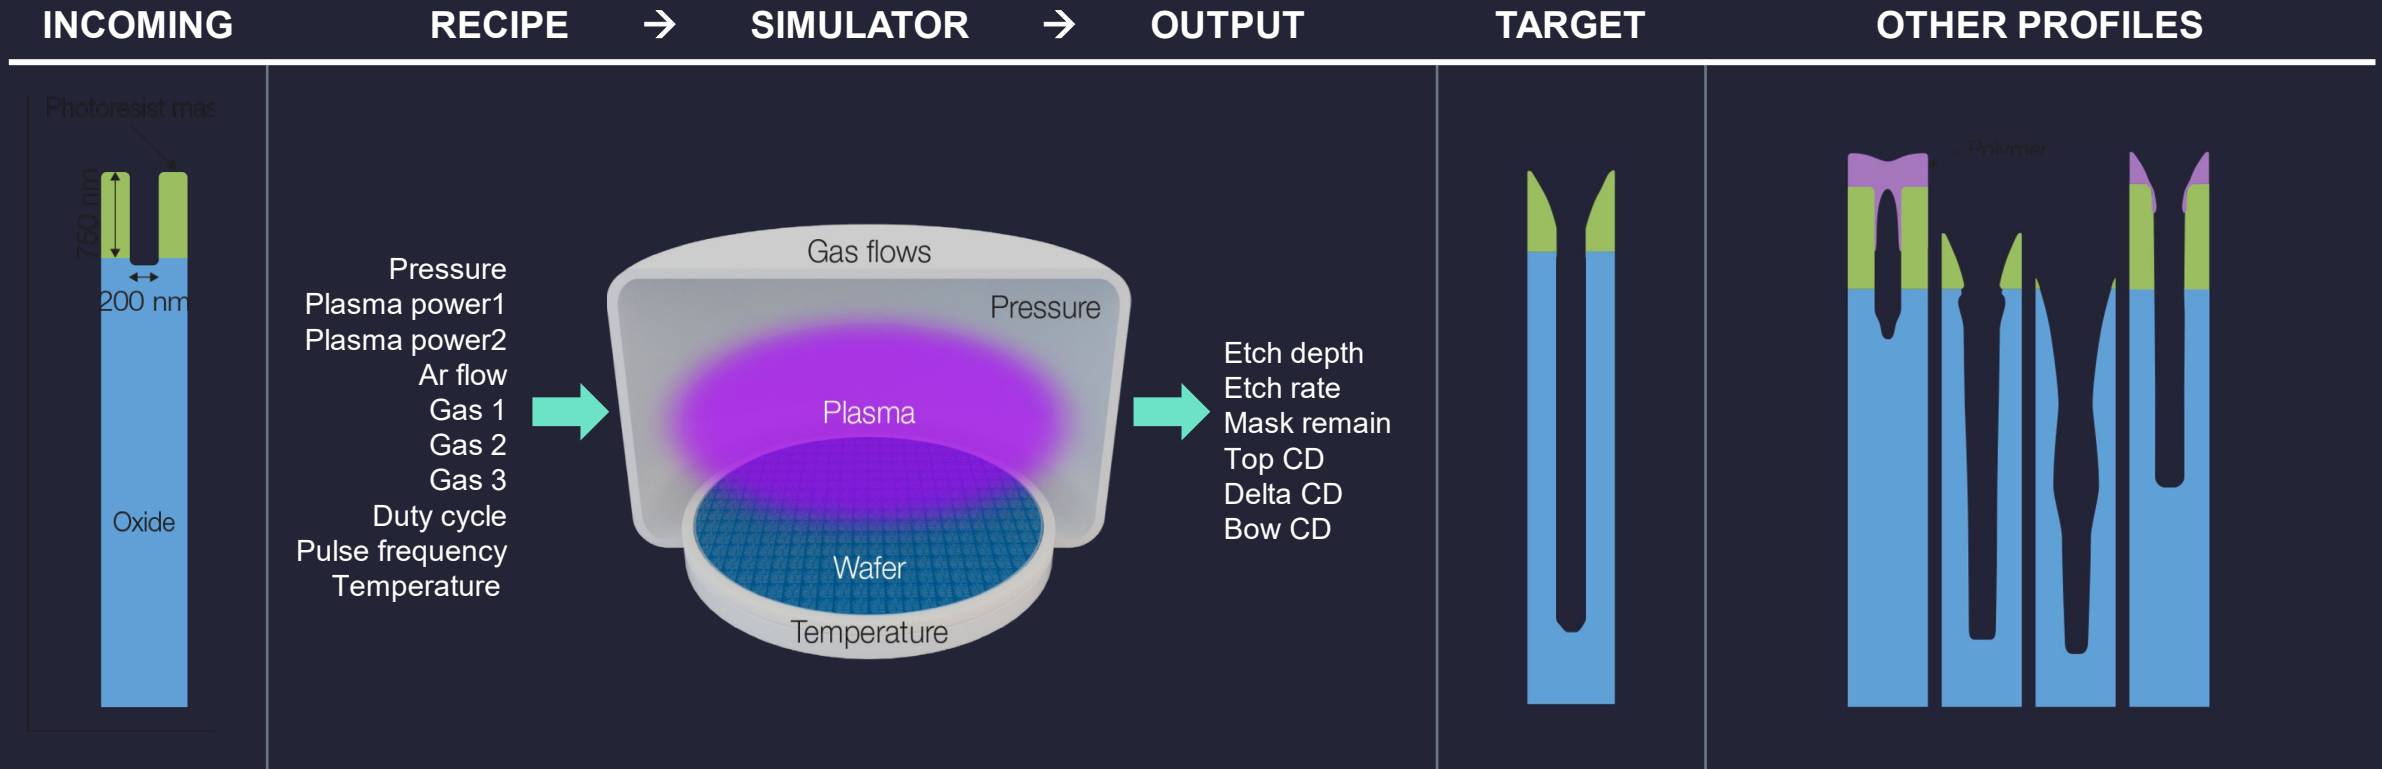 INCOMING
RECIPE → SIMULATOR → OUTPUT
TARGET
OTHER PROFILES
Photoresist mas
750 nm
200 nm
Oxide
Pressure
Plasma power1
Plasma power2
Ar flow
Gas 1
Gas 2
Gas 3
Duty cycle
Pulse frequency
Temperature
Gas flows
Pressure
Plasma
Wafer
Temperature
Etch depth
Etch rate
Mask remain
Top CD
Delta CD
Bow CD
Polymer